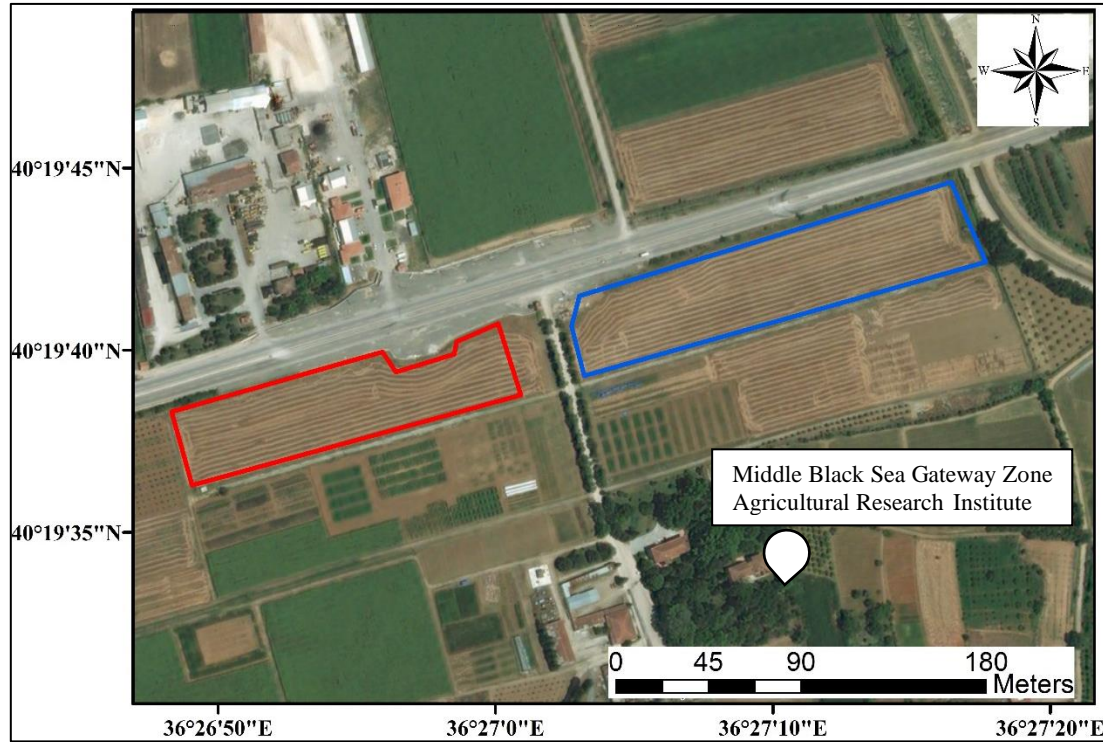 N
W E
S
40°19'45"N
40°19'40"N
40°19'35"N
Middle Black Sea Gateway Zone
Agricultural Research Institute
0 45 90 180
Meters
36°26'50"E 36°27'0"E 36°27'10"E 36°27'20"E